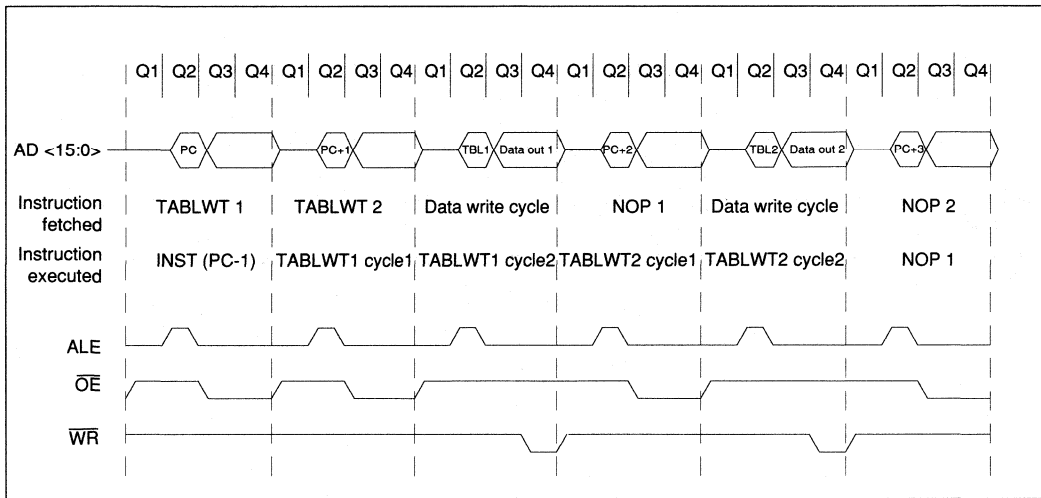 Q1 Q2 Q3 Q4 Q1 Q2 Q3 Q4 Q1 Q2 Q3 Q4 Q1 Q2 Q3 Q4 Q1 Q2 Q3 Q4 Q1 Q2 Q3 Q4
AD <15:0> PC PC+1 TBL1 Data out 1 PC+2 TBL2 Data out 2 PC+3
Instruction fetched TABLWT 1 TABLWT 2 Data write cycle NOP 1 Data write cycle NOP 2
Instruction executed INST (PC-1) TABLWT1 cycle1 TABLWT1 cycle2 TABLWT2 cycle1 TABLWT2 cycle2 NOP 1
ALE
OE
WR